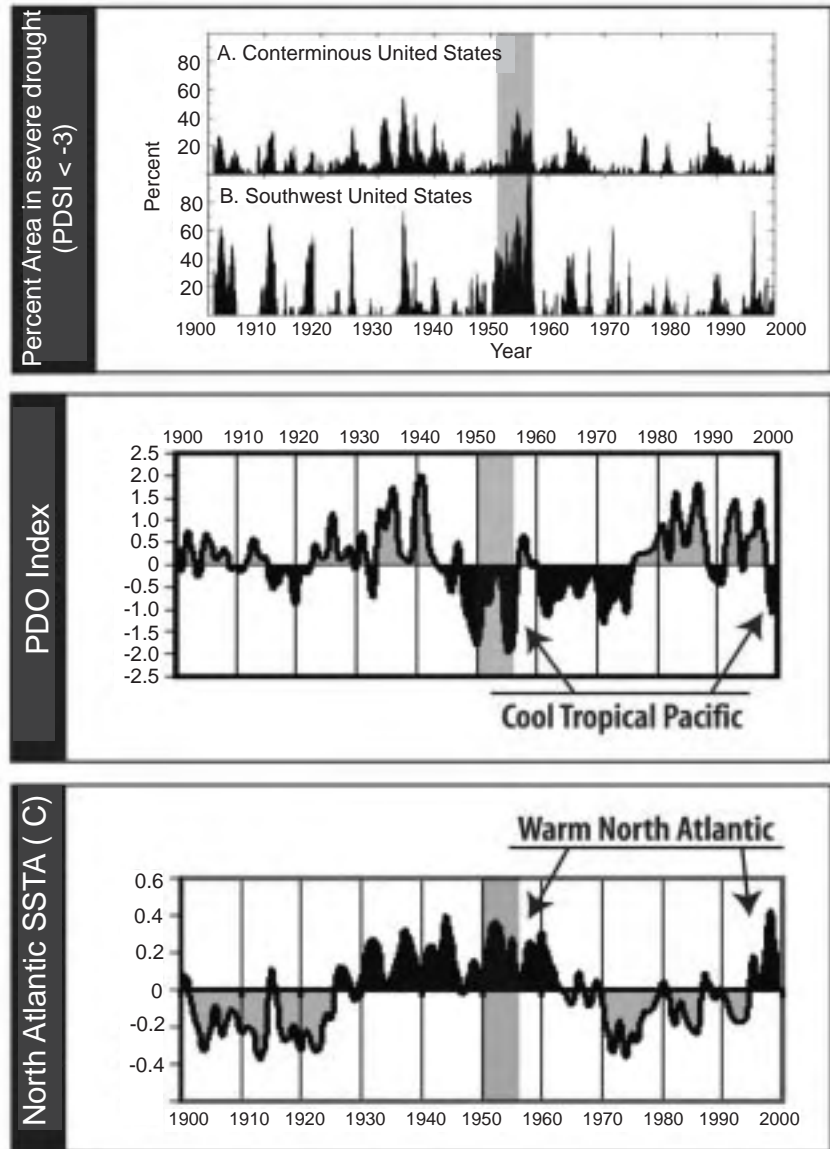 Percent Area in severe drought
(PDSI < -3)
Percent
A. Conterminous United States
80
60
40
20
B. Southwest United States
80
60
40
20
1900 1910 1920 1930 1940 1950 1960 1970 1980 1990 2000
Year
PDO Index
1900 1910 1920 1930 1940 1950 1960 1970 1980 1990 2000
2.5
2.0
1.5
1.0
0.5
0
-0.5
-1.0
-1.5
-2.0
-2.5
Cool Tropical Pacific
North Atlantic SSTA ( C)
Warm North Atlantic
0.6
0.4
0.2
0
-0.2
-0.4
1900 1910 1920 1930 1940 1950 1960 1970 1980 1990 2000